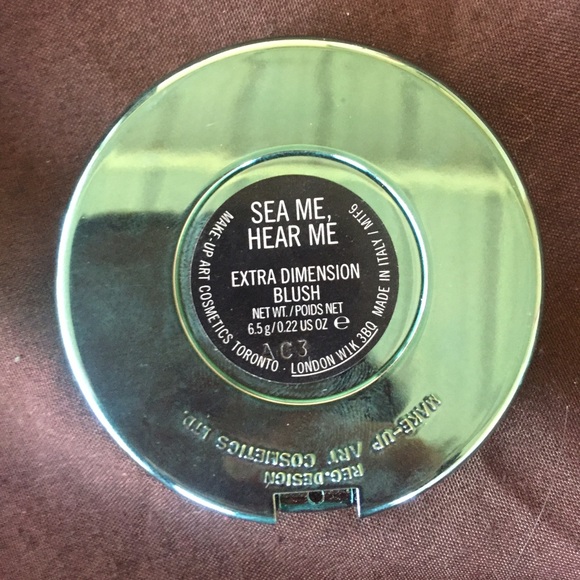 SEA ME,
HEAR ME
EXTRA DIMENSION
BLUSH
NET WT./POIDS NET
6.5 g/0.22 US OZ ℮
AC3
MAKE-UP ART COSMETICS TORONTO · LONDON W1K 3BQ MADE IN ITALY / MTF6
MAKE-UP ART COSMETICS LTD.
REG.DESIGN